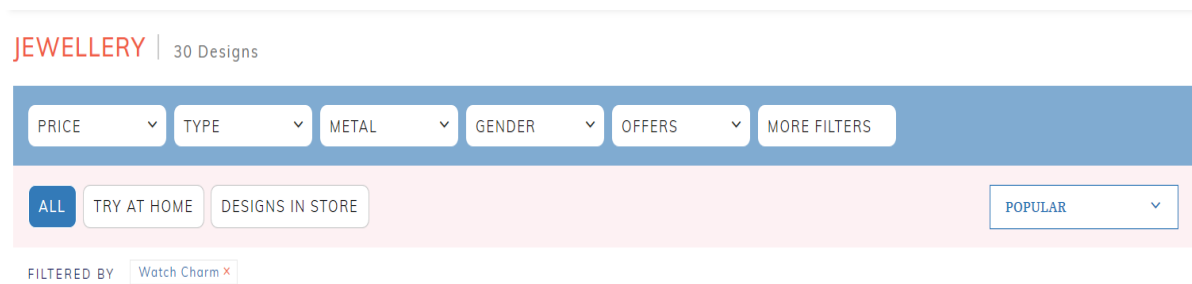 JEWELLERY 30 Designs
PRICE TYPE METAL GENDER OFFERS MORE FILTERS
ALL TRY AT HOME DESIGNS IN STORE POPULAR
FILTERED BY Watch Charm x